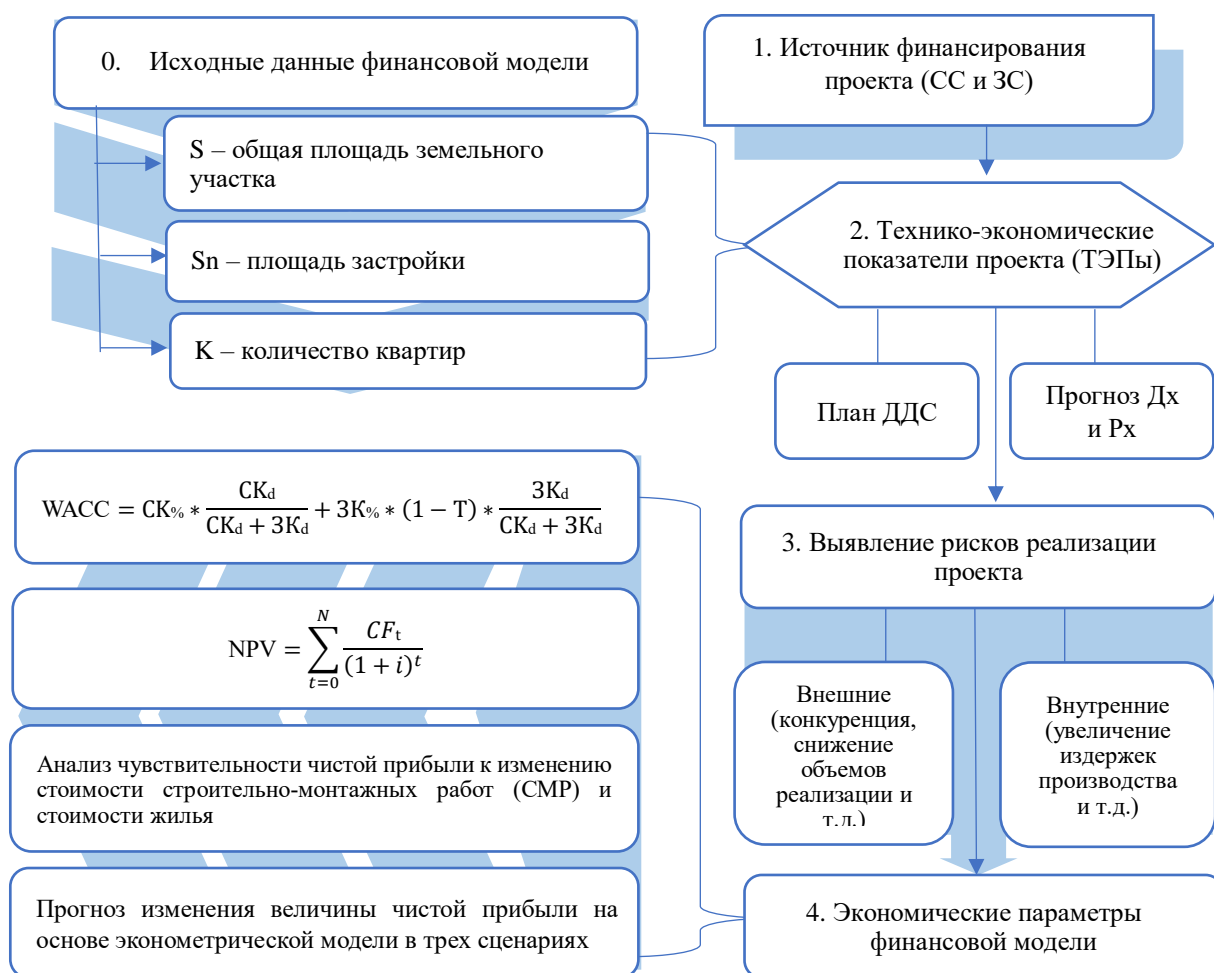 0. Исходные данные финансовой модели
S – общая площадь земельного
участка
Sn – площадь застройки
K – количество квартир
1. Источник финансирования
проекта (СС и ЗС)
2. Технико-экономические
показатели проекта (ТЭПы)
План ДДС
Прогноз Дх
и Рх
3. Выявление рисков реализации
проекта
Внешние
(конкуренция,
снижение
объемов
реализации и
т.д.)
Внутренние
(увеличение
издержек
производства
и т.д.)
4. Экономические параметры
финансовой модели
WACC = СК% * СКd / (СКd + ЗКd) + ЗК% * (1 − T) * ЗКd / (СКd + ЗКd)
NPV = ∑_{t=0}^{N} CFt / (1 + i)^t
Анализ чувствительности чистой прибыли к изменению
стоимости строительно-монтажных работ (СМР) и
стоимости жилья
Прогноз изменения величины чистой прибыли на
основе эконометрической модели в трех сценариях